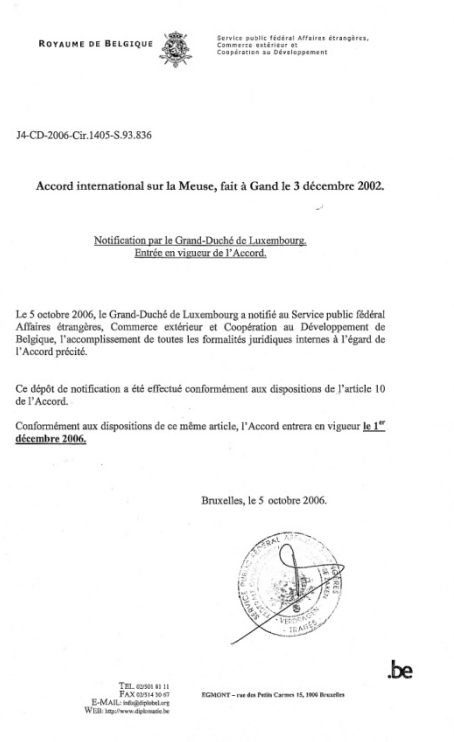 ROYAUME DE BELGIQUE
Service public fédéral Affaires étrangères,
Commerce extérieur et
Coopération au Développement
J4-CD-2006-Cir.1405-S.93.836
Accord international sur la Meuse, fait à Gand le 3 décembre 2002.
Notification par le Grand-Duché de Luxembourg.
Entrée en vigueur de l'Accord.
Le 5 octobre 2006, le Grand-Duché de Luxembourg a notifié au Service public fédéral
Affaires étrangères, Commerce extérieur et Coopération au Développement de
Belgique, l'accomplissement de toutes les formalités juridiques internes à l'égard de
l'Accord précité.
Ce dépôt de notification a été effectué conformément aux dispositions de l'article 10
de l'Accord.
Conformément aux dispositions de ce même article, l'Accord entrera en vigueur le 1er
décembre 2006.
Bruxelles, le 5 octobre 2006.
SERVICE PUBLIC FÉDÉRAL
VERDRAGEN
TRAITÉS
.be
TEL. 02/501 81 11
FAX 02/514 30 67
E-MAIL: info@diplobel.org
WEB: http://www.diplomatie.be
EGMONT – rue des Petits Carmes 15, 1000 Bruxelles